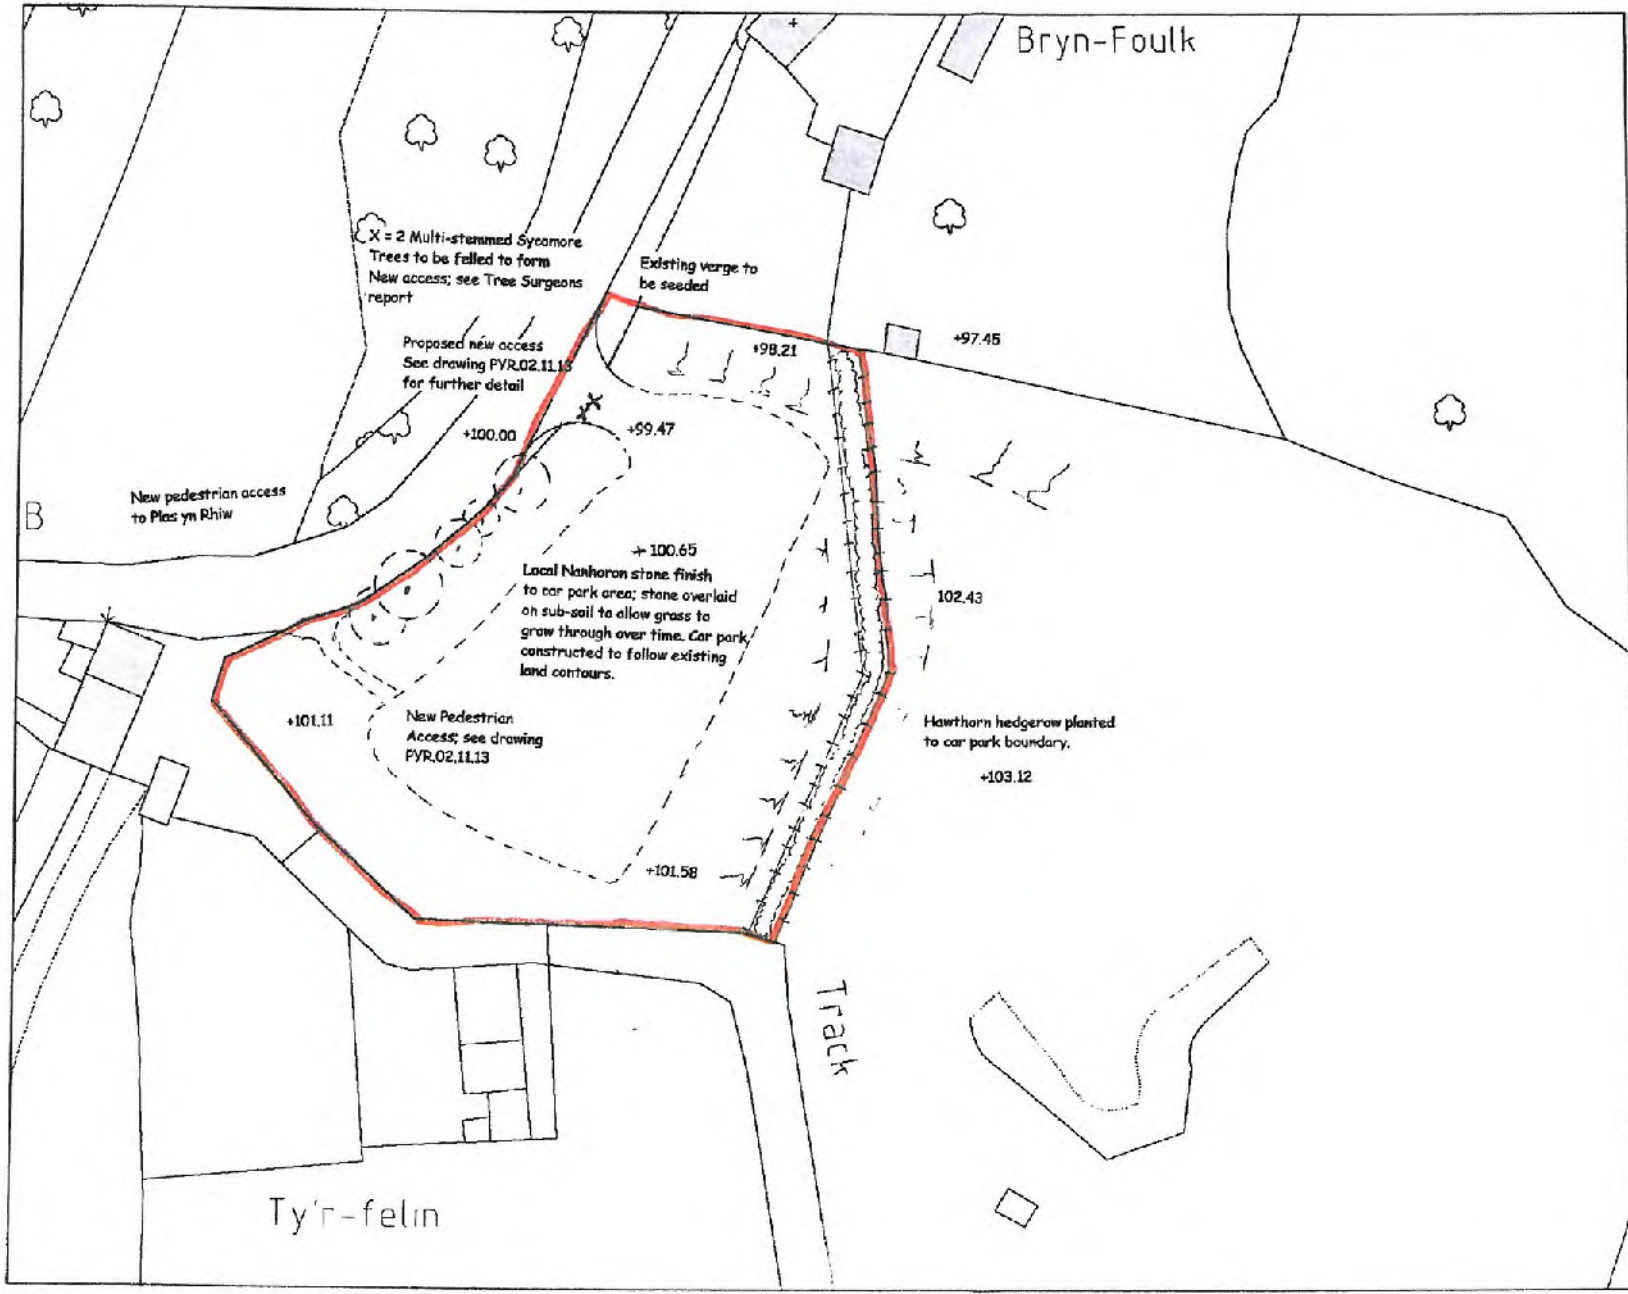 Bryn-Foulk
X = 2 Multi-stemmed Sycamore
Trees to be felled to form
New access; see Tree Surgeons
report
Existing verge to
be seeded
Proposed new access
See drawing PYR.02.11.13
for further detail
+98.21
+97.45
+100.00
+99.47
New pedestrian access
to Plas yn Rhiw
B
+100.65
Local Nanhoron stone finish
to car park area; stone overlaid
on sub-soil to allow grass to
grow through over time. Car park
constructed to follow existing
land contours.
102.43
+101.11
New Pedestrian
Access; see drawing
PYR.02.11.13
Hawthorn hedgerow planted
to car park boundary.
+103.12
+101.58
Track
Ty'r-felin